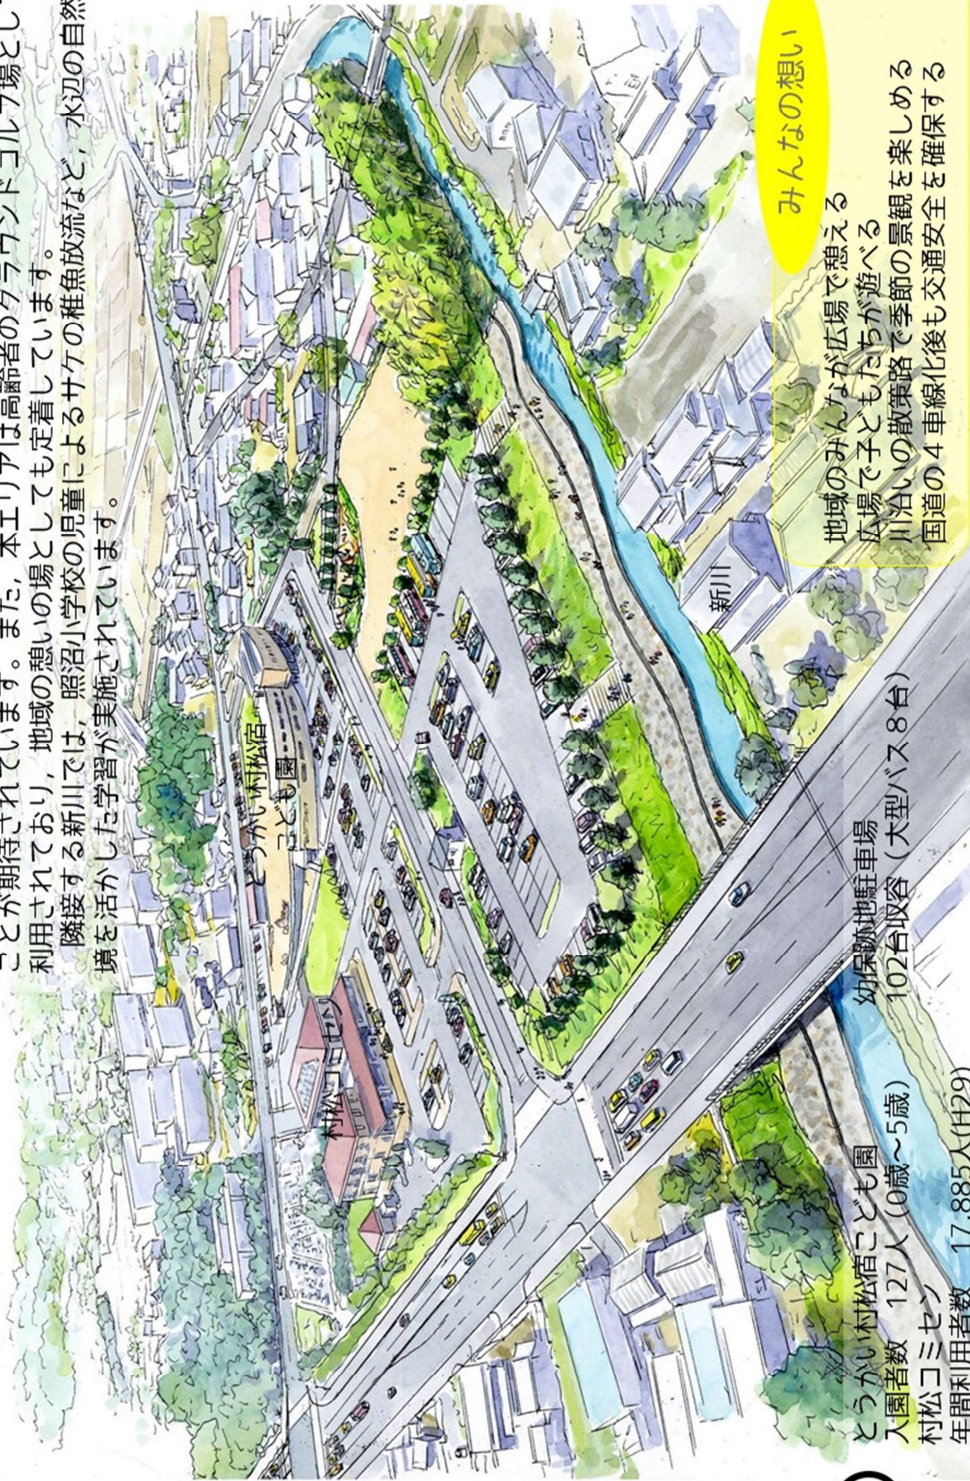 ことが期待されています。また，本エリアは高齢者のグラウンドゴルフ場とし
利用されており，地域の憩いの場としても定着しています。
隣接する新川では，照沼小学校の児童によるサケの稚魚放流など，水辺の自然
境を活かした学習が実施されています。
とうかい村松宿
こども園
村松コミセン
新川
みんなの想い
地域のみんなが広場で憩える
広場で子どもたちが遊べる
川沿いの散策路で季節の景観を楽しめる
国道の４車線化後も交通安全を確保する
幼保跡地駐車場
102台収容（大型バス８台）
とうかい村松宿こども園
入園者数　127人（0歳～5歳）
村松コミセン
年間利用者数　17,885人(H29)